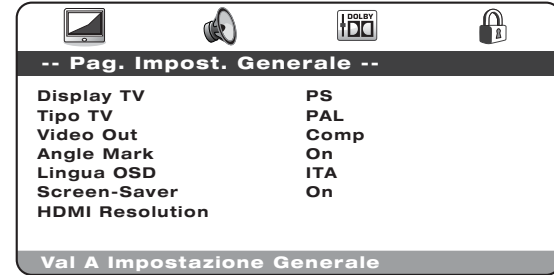 DOLBY
-- Pag. Impost. Generale --
Display TV PS
Tipo TV PAL
Video Out Comp
Angle Mark On
Lingua OSD ITA
Screen-Saver On
HDMI Resolution
Val A Impostazione Generale